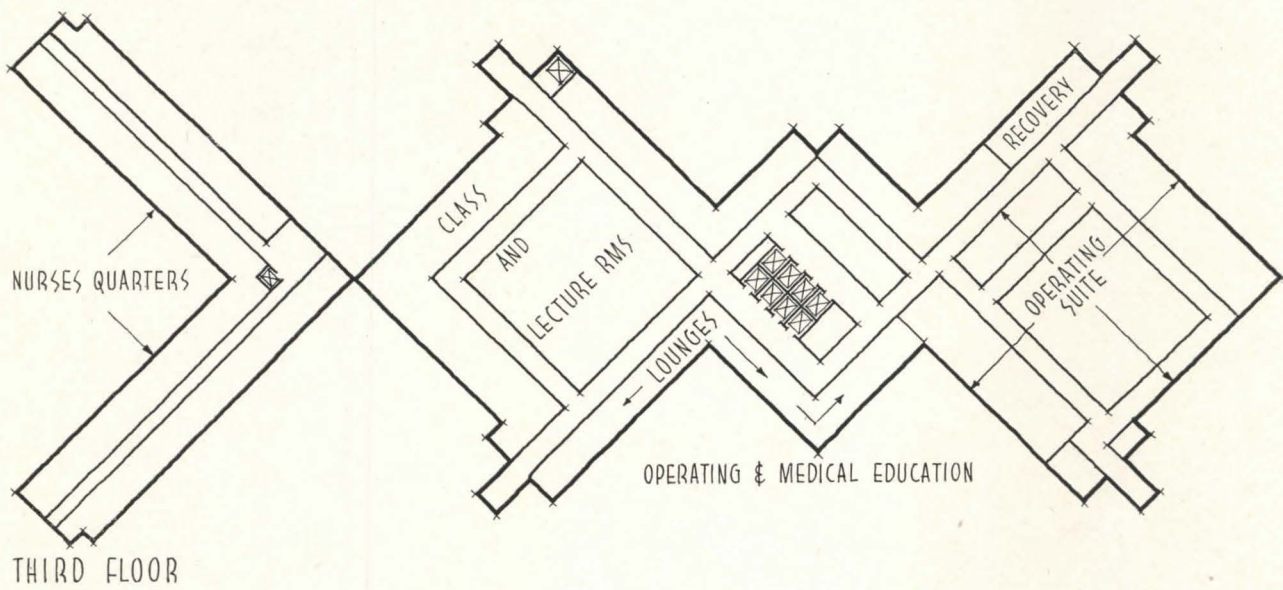 NURSES QUARTERS
CLASS
AND
LECTURE RMS
LOUNGES
RECOVERY
OPERATING
SUITE
OPERATING & MEDICAL EDUCATION
THIRD FLOOR